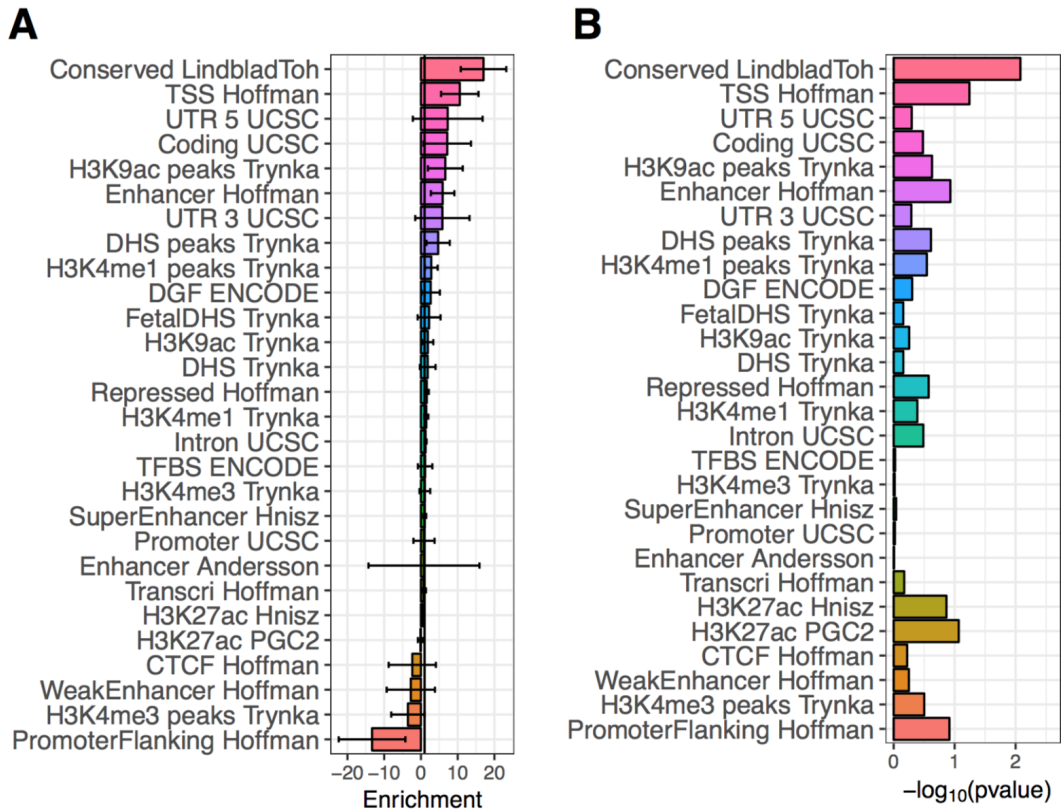 A
Conserved LindbladToh
TSS Hoffman
UTR 5 UCSC
Coding UCSC
H3K9ac peaks Trynka
Enhancer Hoffman
UTR 3 UCSC
DHS peaks Trynka
H3K4me1 peaks Trynka
DGF ENCODE
FetalDHS Trynka
H3K9ac Trynka
DHS Trynka
Repressed Hoffman
H3K4me1 Trynka
Intron UCSC
TFBS ENCODE
H3K4me3 Trynka
SuperEnhancer Hnisz
Promoter UCSC
Enhancer Andersson
Transcri Hoffman
H3K27ac Hnisz
H3K27ac PGC2
CTCF Hoffman
WeakEnhancer Hoffman
H3K4me3 peaks Trynka
PromoterFlanking Hoffman
−20 −10 0 10 20
Enrichment
B
Conserved LindbladToh
TSS Hoffman
UTR 5 UCSC
Coding UCSC
H3K9ac peaks Trynka
Enhancer Hoffman
UTR 3 UCSC
DHS peaks Trynka
H3K4me1 peaks Trynka
DGF ENCODE
FetalDHS Trynka
H3K9ac Trynka
DHS Trynka
Repressed Hoffman
H3K4me1 Trynka
Intron UCSC
TFBS ENCODE
H3K4me3 Trynka
SuperEnhancer Hnisz
Promoter UCSC
Enhancer Andersson
Transcri Hoffman
H3K27ac Hnisz
H3K27ac PGC2
CTCF Hoffman
WeakEnhancer Hoffman
H3K4me3 peaks Trynka
PromoterFlanking Hoffman
0 1 2
−log₁₀(pvalue)